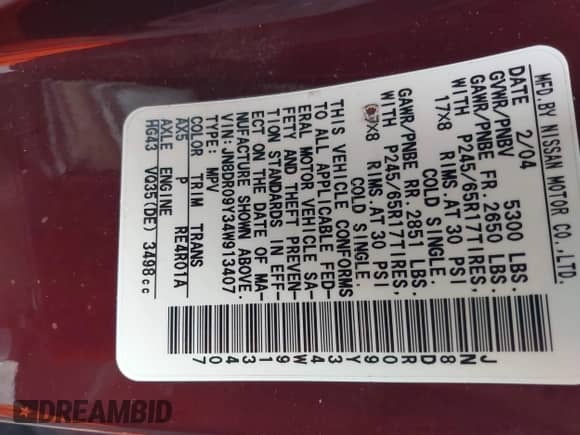 MFD.BY NISSAN MOTOR CO.,LTD.
DATE 2/04 5300 LBS.
GVWR/PNBV
GAWR/PNBE FR. 2650 LBS.
WITH P245/65R17TIRES,
17X8 RIMS.AT 30 PSI
COLD SINGLE.
GAWR/PNBE RR. 2851 LBS.
WITH P245/65R17TIRES,
17X8 RIMS.AT 30 PSI
COLD SINGLE.
THIS VEHICLE CONFORMS
TO ALL APPLICABLE FED-
ERAL MOTOR VEHICLE SA-
FETY AND THEFT PREVEN-
TION STANDARDS IN EFF-
ECT ON THE DATE OF MA-
NUFACTURE SHOWN ABOVE.
VIN:JN8DR09Y34W913407
TYPE: MPV
COLOR TRIM TRANS
AX5 P RE4R01A
AXLE ENGINE
HG43 VQ35(DE) 3498cc
JN8DR09Y34W913407
DREAMBID